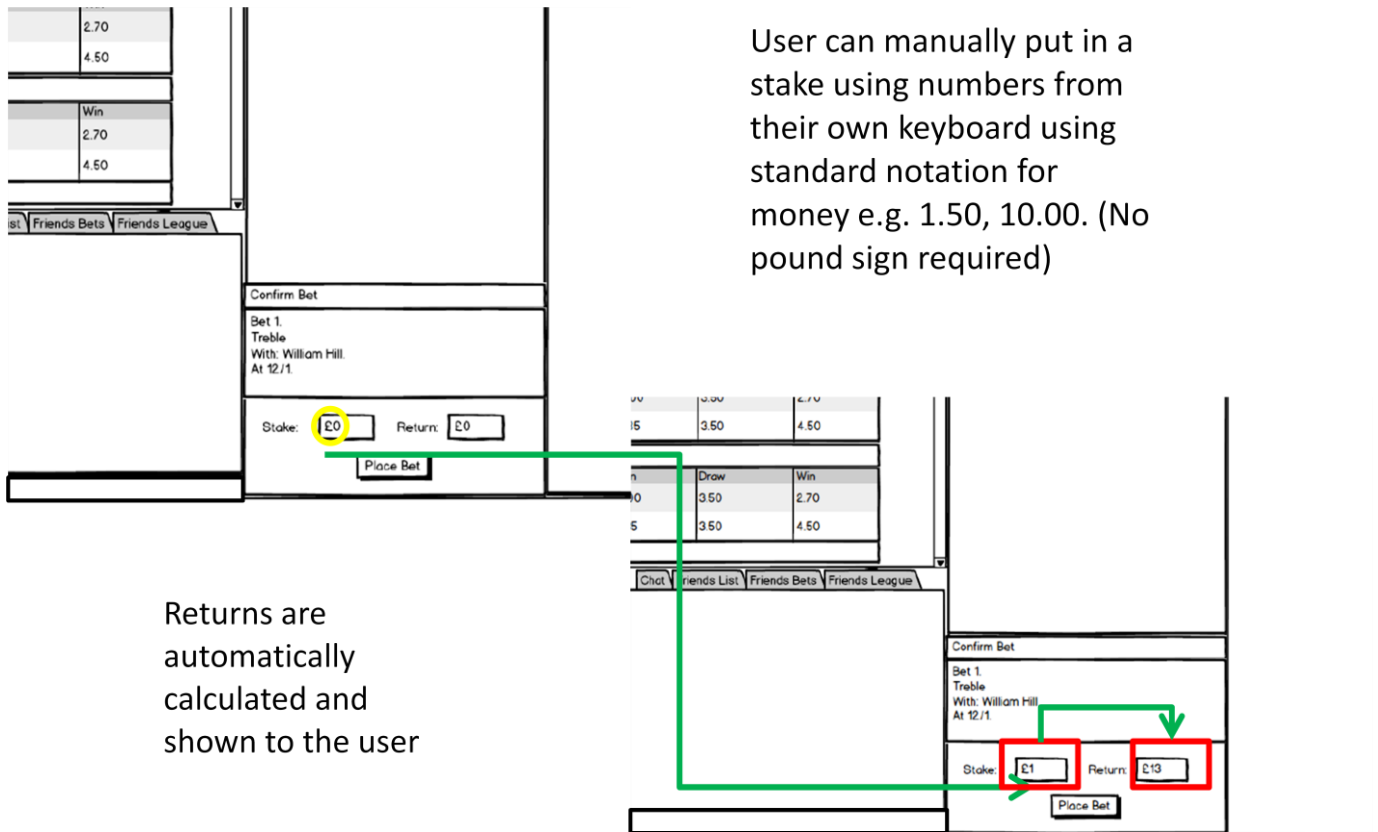 2.70
4.50
Win
2.70
4.50
st Friends Bets Friends League
Confirm Bet
Bet 1.
Treble
With: William Hill.
At 12/1.
Stake: £0 Return: £0
Place Bet
User can manually put in a
stake using numbers from
their own keyboard using
standard notation for
money e.g. 1.50, 10.00. (No
pound sign required)
Returns are
automatically
calculated and
shown to the user
3.50 2.70
5 3.50 4.50
n Draw Win
0 3.50 2.70
5 3.50 4.50
Chat Friends List Friends Bets Friends League
Confirm Bet
Bet 1.
Treble
With: William Hill
At 12/1.
Stake: £1 Return: £13
Place Bet